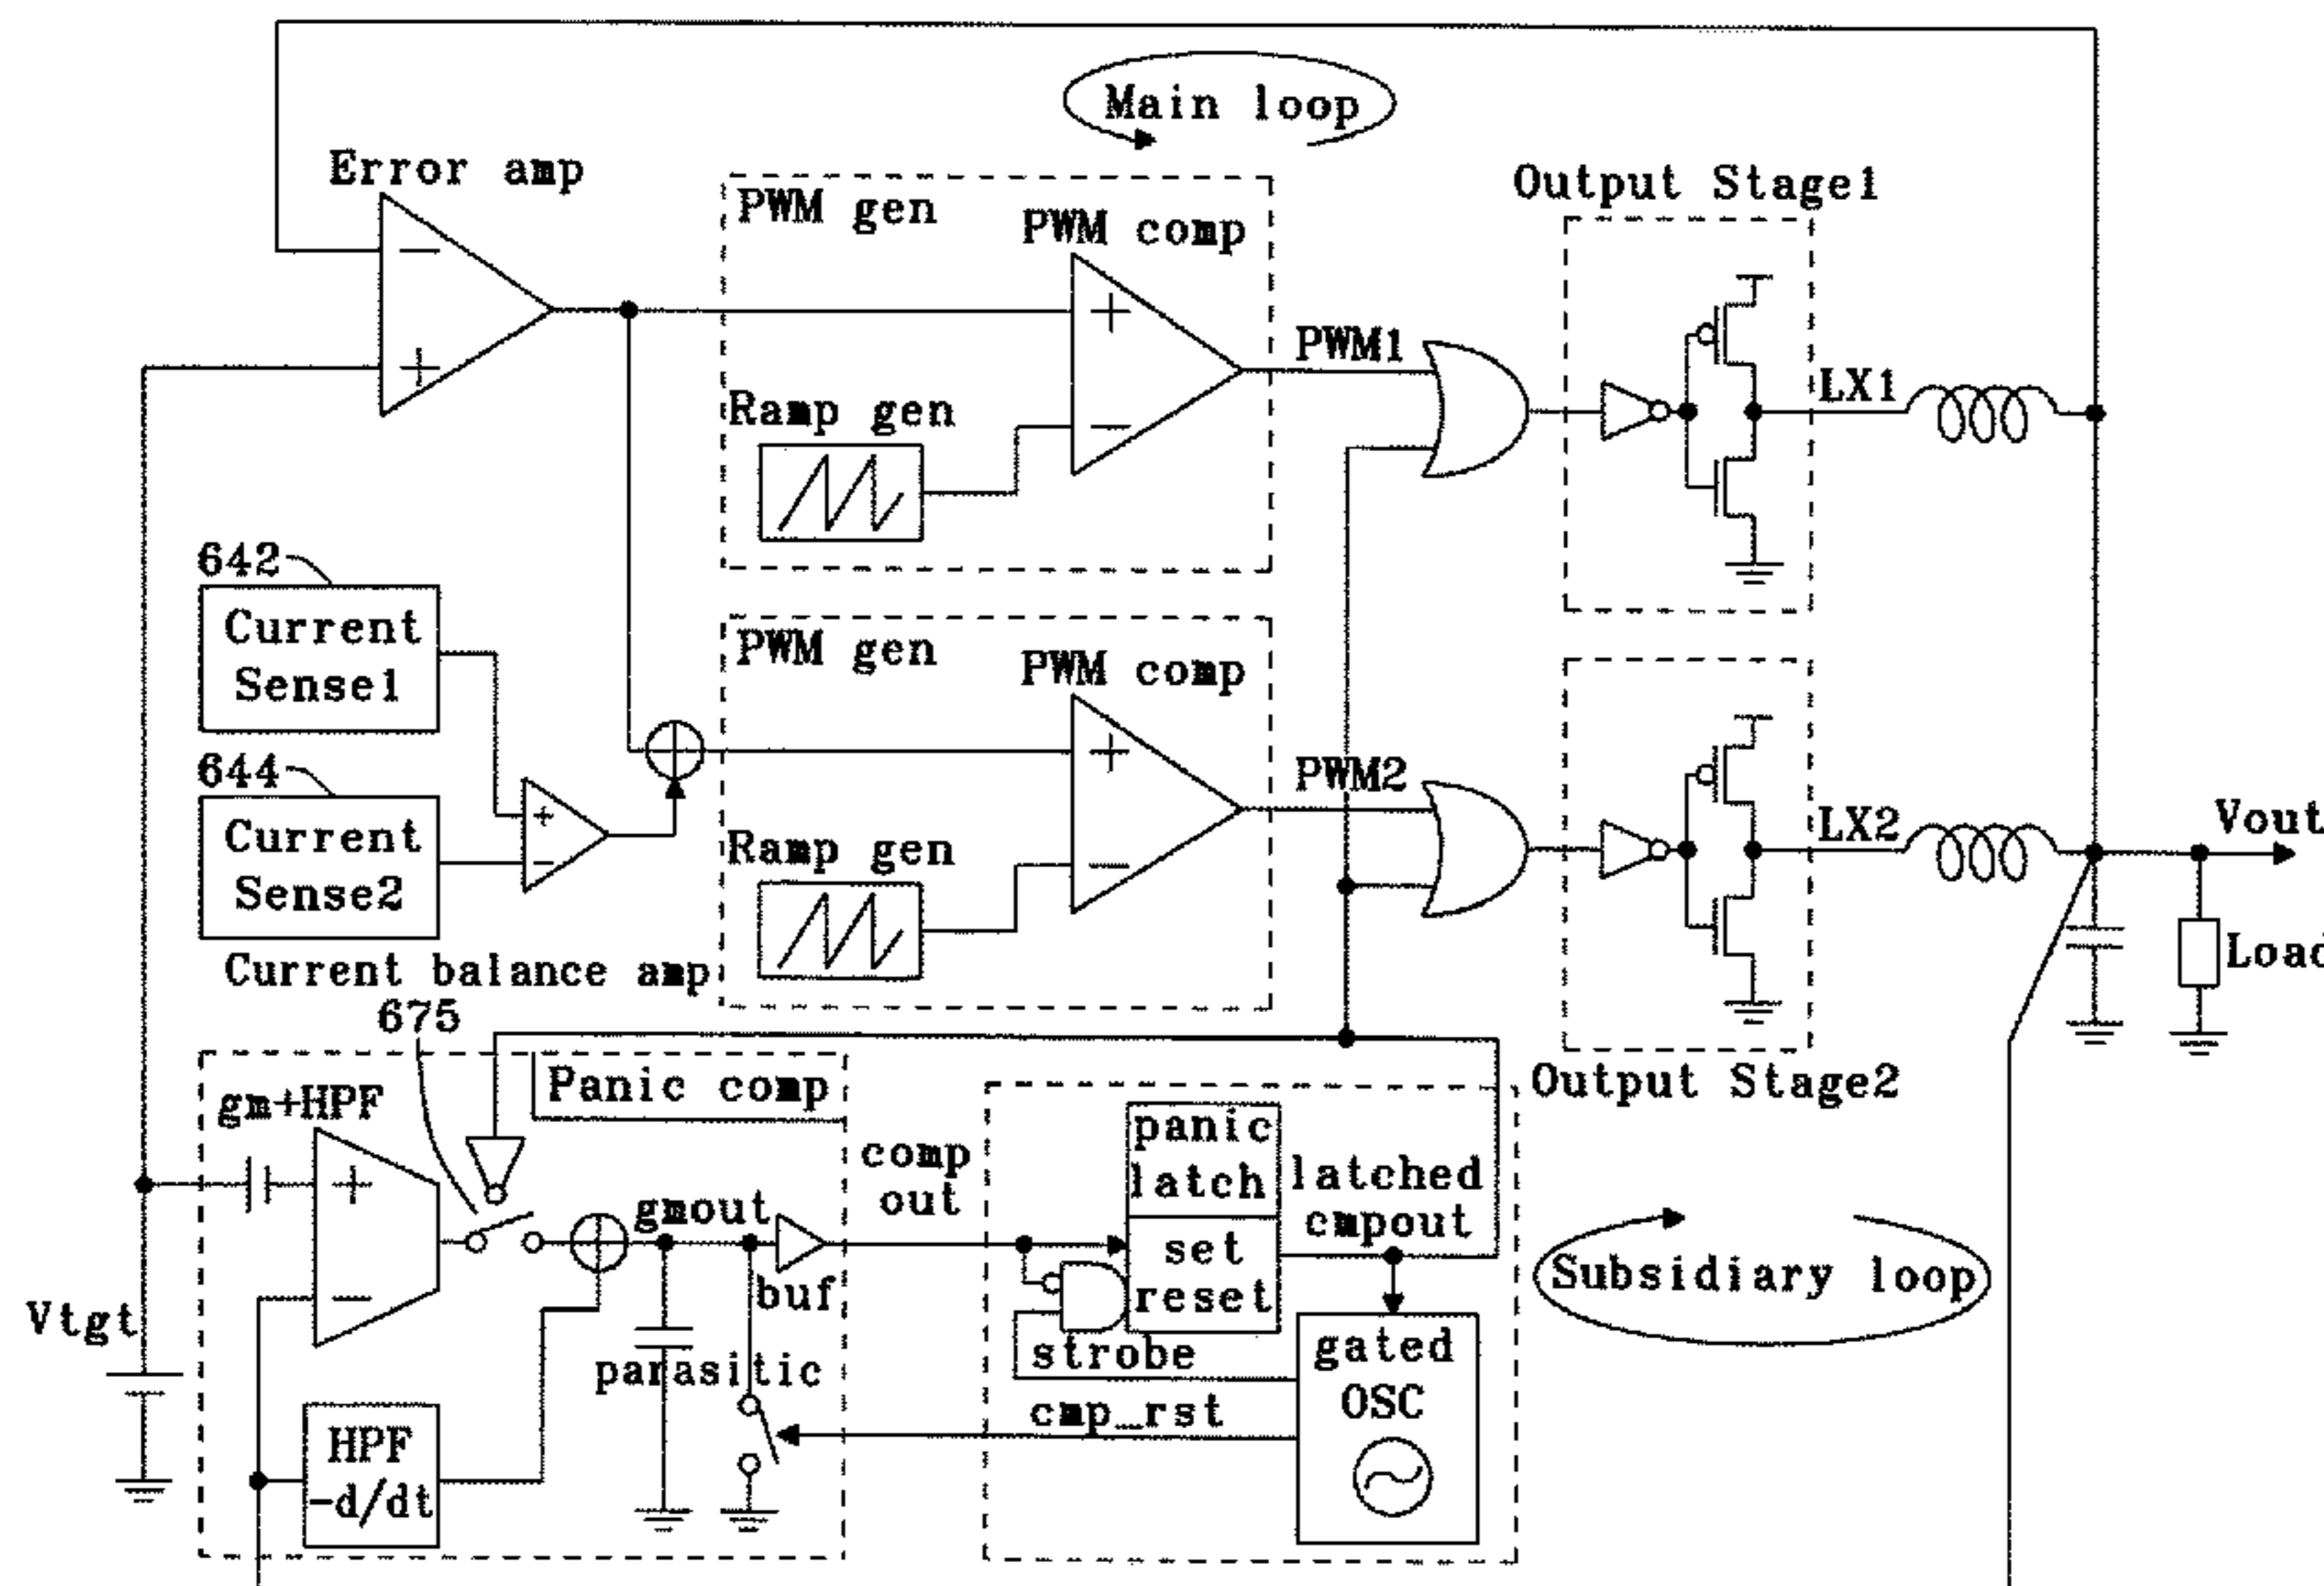 Main loop
Error amp
Output Stage1
PWM gen
PWM comp
PWM1
LX1
Ramp gen
642
Current
Sense1
PWM gen
PWM comp
644
Current
Sense2
PWM2
LX2
Vout
Ramp gen
Load
Current balance amp
675
Panic comp
Output Stage2
gm+HPF
comp
out
panic
latch
latched
cmpout
gmout
set
reset
buf
Subsidiary loop
Vtgt
parasitic
strobe
gated
OSC
cmp_rst
HPF
-d/dt